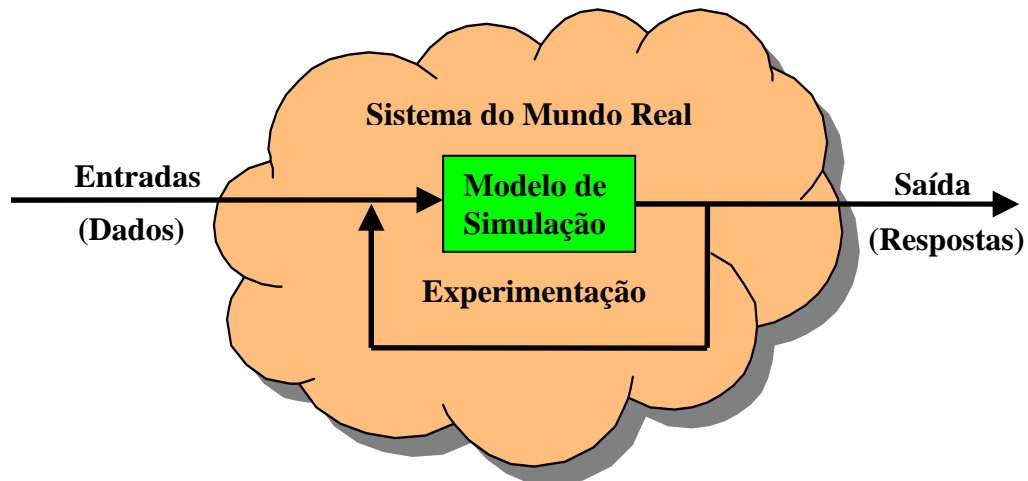 Sistema do Mundo Real
Entradas
(Dados)
Modelo de
Simulação
Saída
(Respostas)
Experimentação